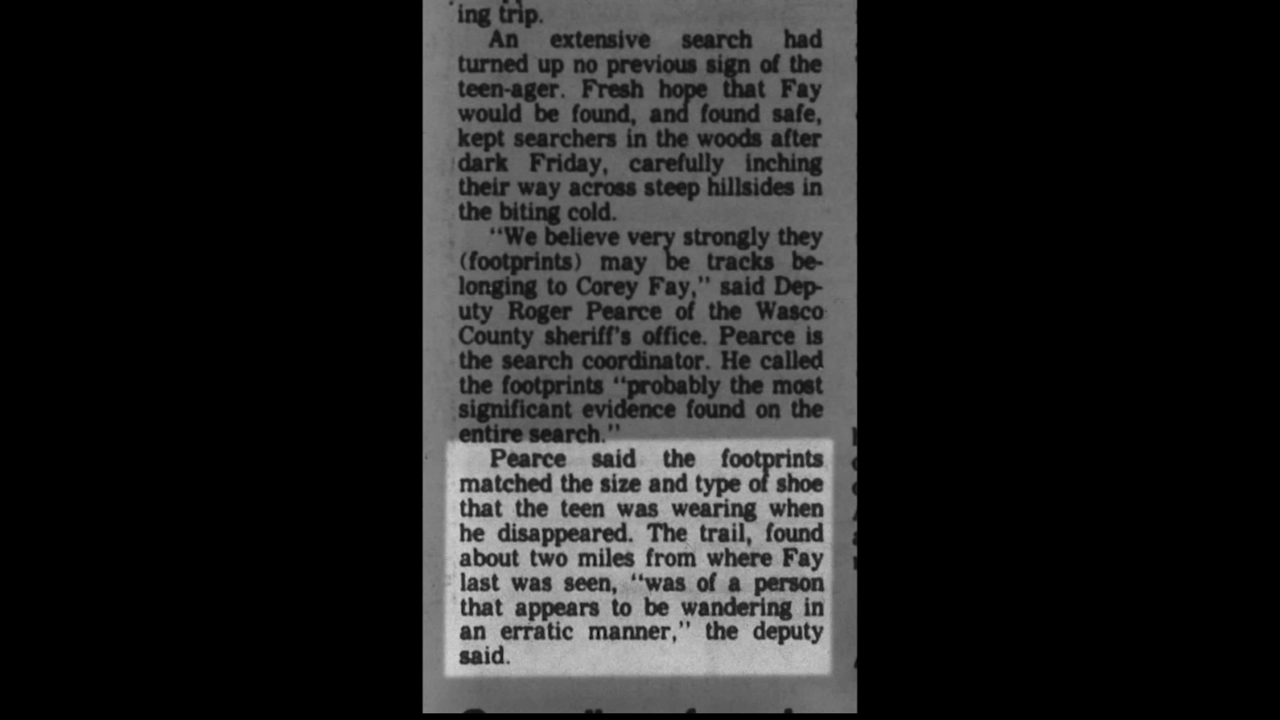 ing trip.
An extensive search had
turned up no previous sign of the
teen-ager. Fresh hope that Fay
would be found, and found safe,
kept searchers in the woods after
dark Friday, carefully inching
their way across steep hillsides in
the biting cold.
"We believe very strongly they
(footprints) may be tracks be-
longing to Corey Fay," said Dep-
uty Roger Pearce of the Wasco
County sheriff's office. Pearce is
the search coordinator. He called
the footprints "probably the most
significant evidence found on the
entire search."
Pearce said the footprints
matched the size and type of shoe
that the teen was wearing when
he disappeared. The trail, found
about two miles from where Fay
last was seen, "was of a person
that appears to be wandering in
an erratic manner," the deputy
said.